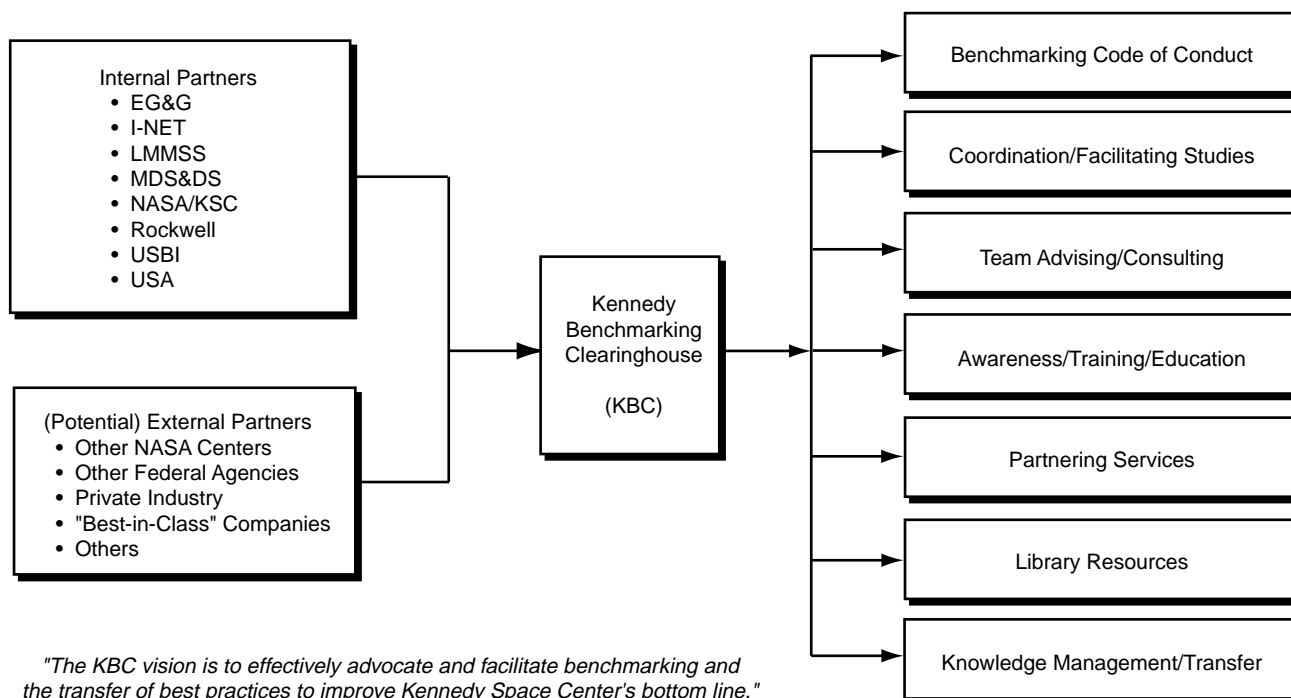 Internal Partners
• EG&G
• I-NET
• LMMSS
• MDS&DS
• NASA/KSC
• Rockwell
• USBI
• USA
(Potential) External Partners
• Other NASA Centers
• Other Federal Agencies
• Private Industry
• "Best-in-Class" Companies
• Others
Kennedy
Benchmarking
Clearinghouse
(KBC)
Benchmarking Code of Conduct
Coordination/Facilitating Studies
Team Advising/Consulting
Awareness/Training/Education
Partnering Services
Library Resources
Knowledge Management/Transfer
"The KBC vision is to effectively advocate and facilitate benchmarking and
the transfer of best practices to improve Kennedy Space Center's bottom line."